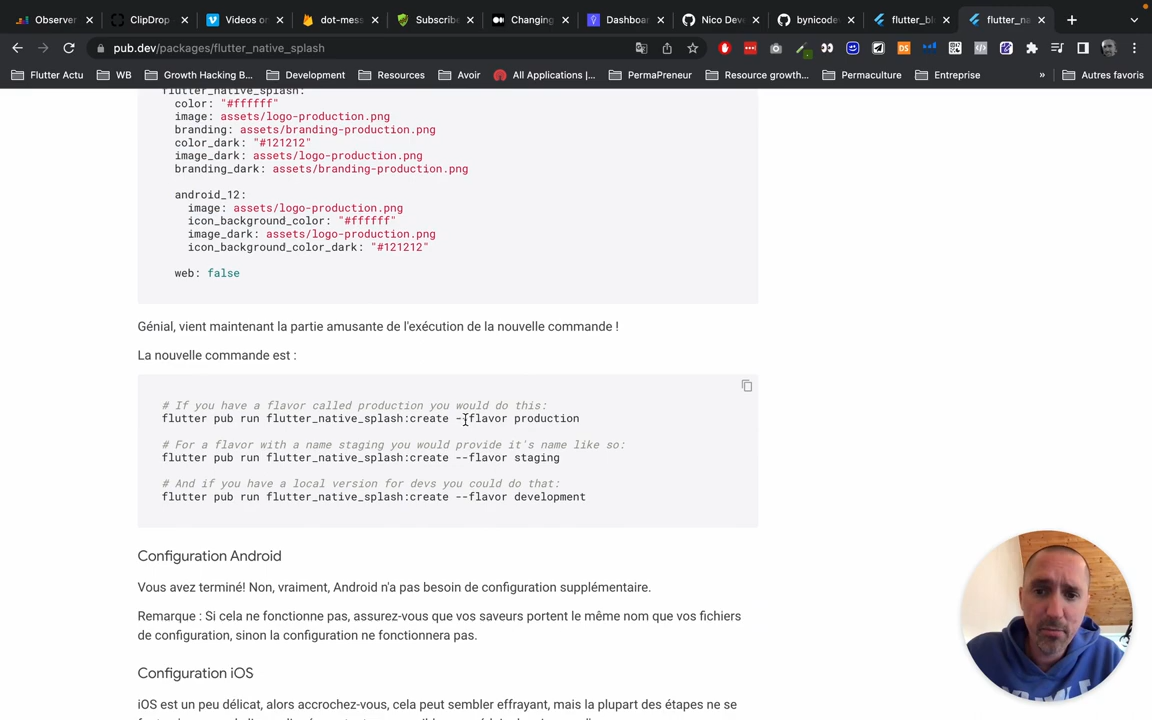 Observer
ClipDrop
Videos on
dot-mess
Subscribe
Changing
Dashboar
Nico Dev
bynicodev
flutter_bl
flutter_na
pub.dev/packages/flutter_native_splash
Flutter Actu
WB
Growth Hacking B...
Development
Resources
Avoir
All Applications |...
PermaPreneur
Resource growth...
Permaculture
Entreprise
»
Autres favoris
flutter_native_splash:
color: "#ffffff"
image: assets/logo-production.png
branding: assets/branding-production.png
color_dark: "#121212"
image_dark: assets/logo-production.png
branding_dark: assets/branding-production.png
android_12:
image: assets/logo-production.png
icon_background_color: "#ffffff"
image_dark: assets/logo-production.png
icon_background_color_dark: "#121212"
web: false
Génial, vient maintenant la partie amusante de l'exécution de la nouvelle commande !
La nouvelle commande est :
# If you have a flavor called production you would do this:
flutter pub run flutter_native_splash:create --flavor production
# For a flavor with a name staging you would provide it's name like so:
flutter pub run flutter_native_splash:create --flavor staging
# And if you have a local version for devs you could do that:
flutter pub run flutter_native_splash:create --flavor development
Configuration Android
Vous avez terminé! Non, vraiment, Android n'a pas besoin de configuration supplémentaire.
Remarque : Si cela ne fonctionne pas, assurez-vous que vos saveurs portent le même nom que vos fichiers
de configuration, sinon la configuration ne fonctionnera pas.
Configuration iOS
iOS est un peu délicat, alors accrochez-vous, cela peut sembler effrayant, mais la plupart des étapes ne se